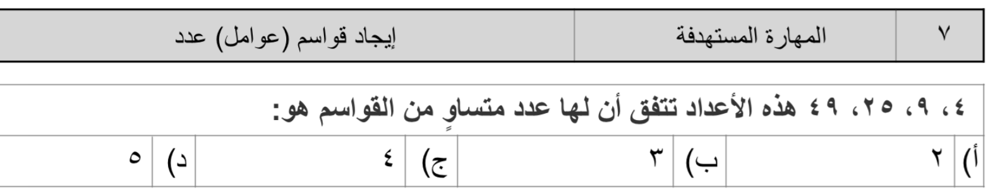 ٧ المهارة المستهدفة إيجاد قواسم (عوامل) عدد
٤، ٩، ٢٥، ٤٩ هذه الأعداد تتفق أن لها عدد متساوٍ من القواسم هو:
أ) ٢ ب) ٣ ج) ٤ د) ٥